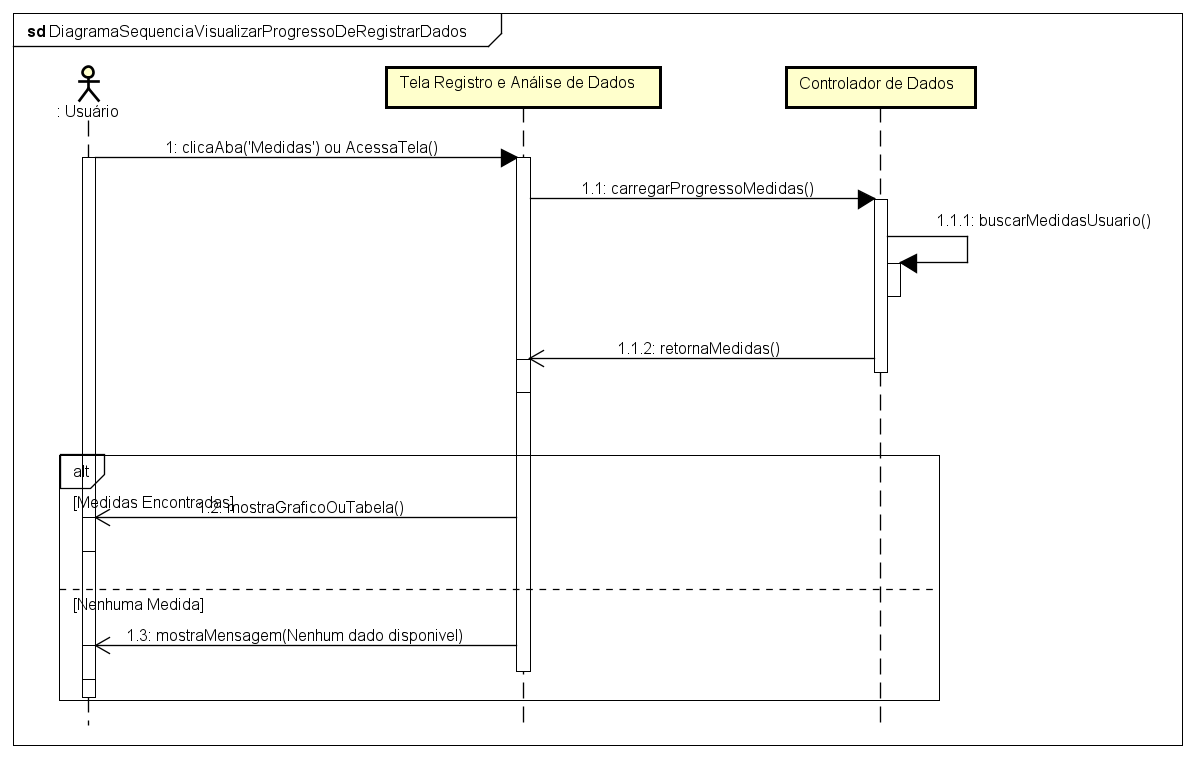 sd DiagramaSequenciaVisualizarProgressoDeRegistrarDados
: Usuário
Tela Registro e Análise de Dados
Controlador de Dados
1: clicaAba('Medidas') ou AcessaTela()
1.1: carregarProgressoMedidas()
1.1.1: buscarMedidasUsuario()
1.1.2: retornaMedidas()
alt
[Medidas Encontradas]
1.2: mostraGraficoOuTabela()
[Nenhuma Medida]
1.3: mostraMensagem(Nenhum dado disponivel)